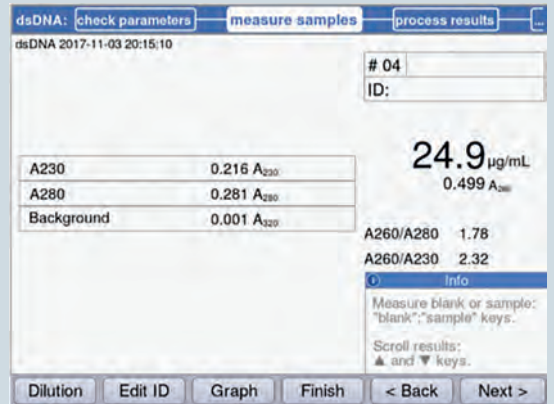 dsDNA: check parameters measure samples process results ...
dsDNA 2017-11-03 20:15:10
# 04
ID:
24.9 µg/mL
0.499 A₂₆₀
A230 0.216 A₂₃₀
A280 0.281 A₂₈₀
Background 0.001 A₃₂₀
A260/A280 1.78
A260/A230 2.32
Info
Measure blank or sample:
"blank";"sample" keys.
Scroll results:
▲ and ▼ keys.
Dilution Edit ID Graph Finish < Back Next >